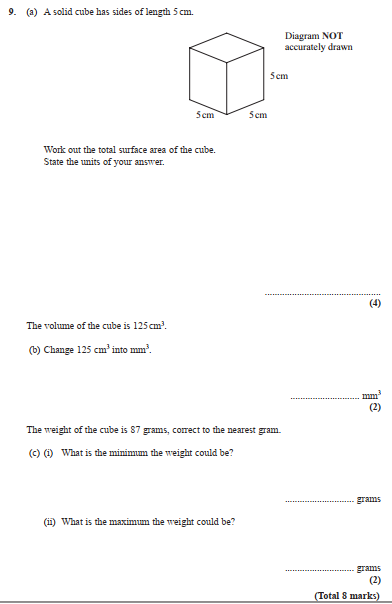 9. (a) A solid cube has sides of length 5 cm.
Diagram NOT
accurately drawn
5 cm
5 cm 5 cm
Work out the total surface area of the cube.
State the units of your answer.
..............................................
(4)
The volume of the cube is 125 cm³.
(b) Change 125 cm³ into mm³.
............................ mm³
(2)
The weight of the cube is 87 grams, correct to the nearest gram.
(c) (i) What is the minimum the weight could be?
............................ grams
(ii) What is the maximum the weight could be?
............................ grams
(2)
(Total 8 marks)